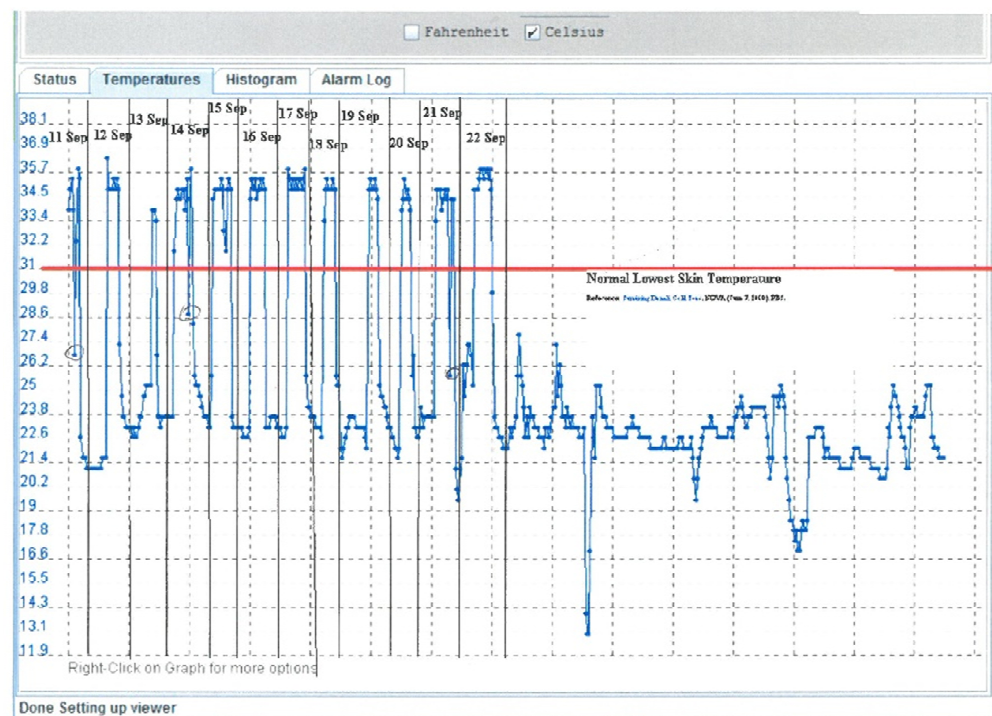 Fahrenheit Celsius
Status Temperatures Histogram Alarm Log
38.1
36.9
35.7
34.5
33.4
32.2
31
29.8
28.6
27.4
26.2
25
23.8
22.6
21.4
20.2
19
17.8
16.6
15.5
14.3
13.1
11.9
11 Sep
12 Sep
13 Sep
14 Sep
15 Sep
16 Sep
17 Sep
18 Sep
19 Sep
20 Sep
21 Sep
22 Sep
Normal Lowest Skin Temperature
Reference:
Right-Click on Graph for more options
Done Setting up viewer